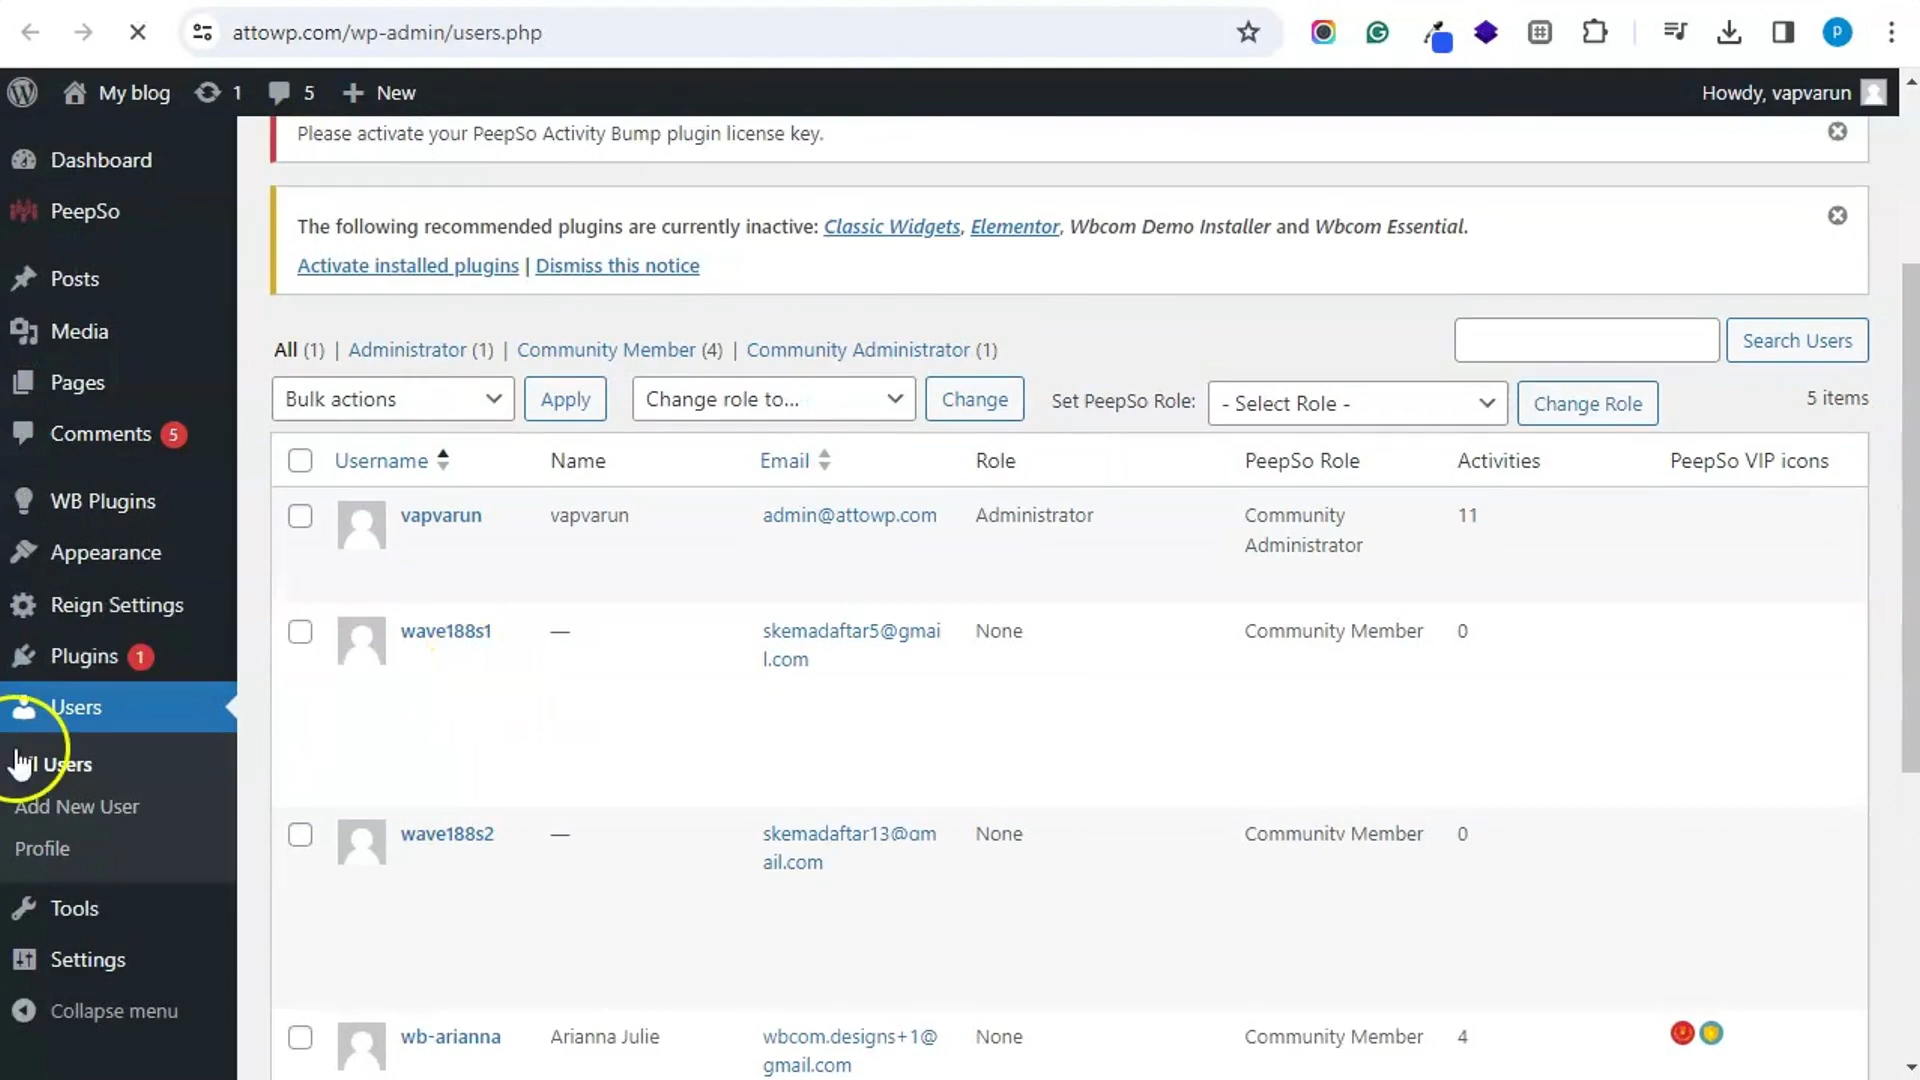 attowp.com/wp-admin/users.php
P
My blog 1 5 New Howdy, vapvarun
Please activate your PeepSo Activity Bump plugin license key.
The following recommended plugins are currently inactive: Classic Widgets, Elementor, Wbcom Demo Installer and Wbcom Essential.
Activate installed plugins | Dismiss this notice
Dashboard
PeepSo
Posts
Media
Pages
Comments 5
WB Plugins
Appearance
Reign Settings
Plugins 1
Users
Users
Add New User
Profile
Tools
Settings
Collapse menu
All (1) | Administrator (1) | Community Member (4) | Community Administrator (1)
Search Users
Bulk actions Apply Change role to... Change Set PeepSo Role: - Select Role - Change Role 5 items
Username Name Email Role PeepSo Role Activities PeepSo VIP icons
vapvarun vapvarun admin@attowp.com Administrator Community 11
Administrator
wave188s1 — skemadaftar5@gmai None Community Member 0
l.com
wave188s2 — skemadaftar13@gm None Community Member 0
ail.com
wb-arianna Arianna Julie wbcom.designs+1@ None Community Member 4
gmail.com